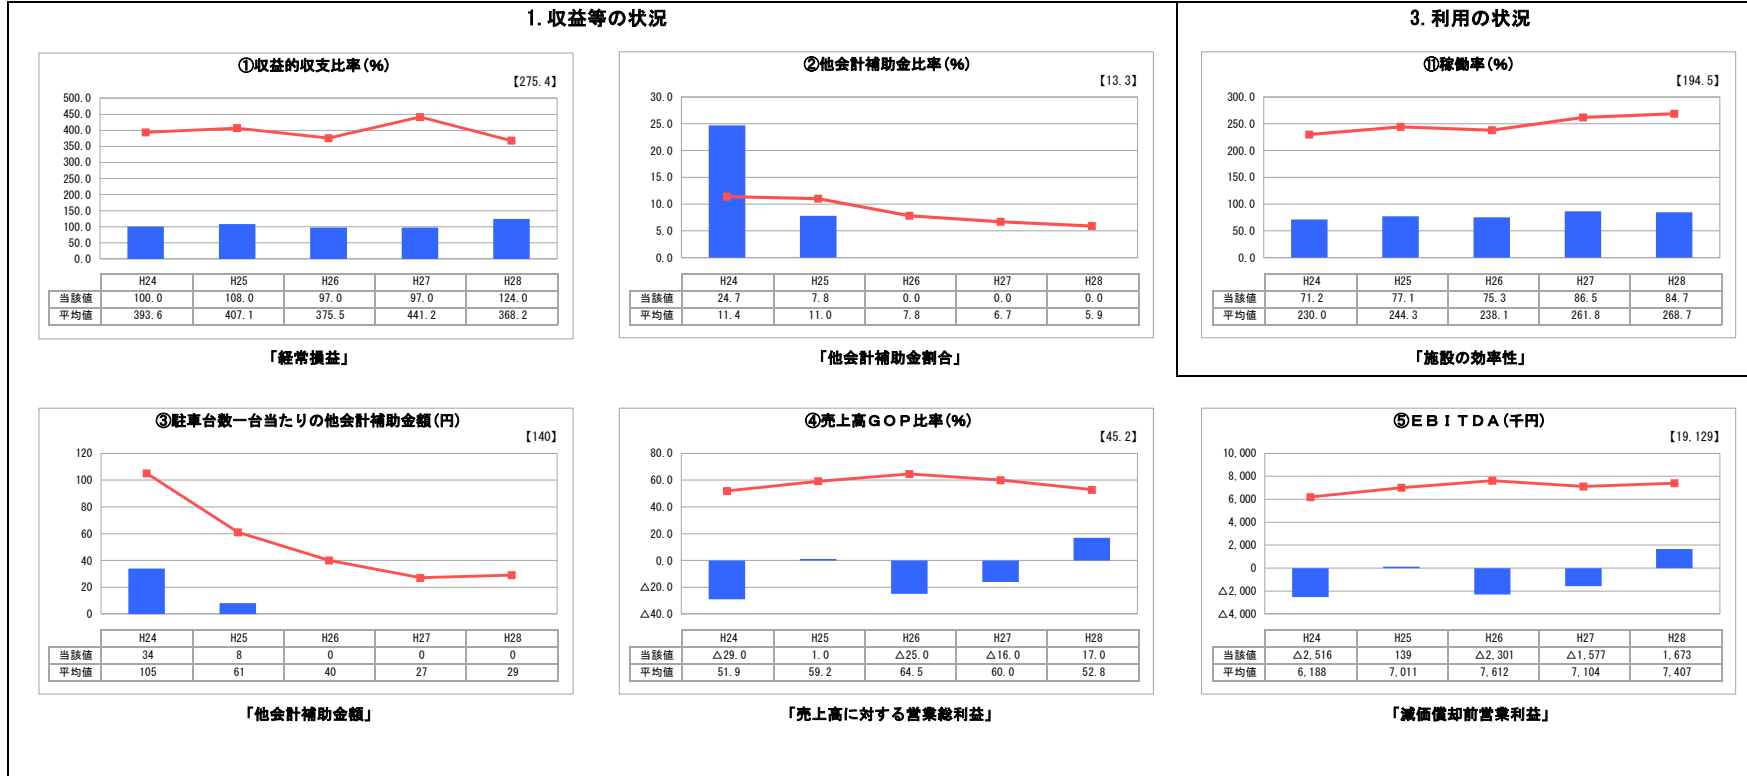 1. 収益等の状況
3. 利用の状況
①収益的収支比率(%)
【275.4】
500.0
450.0
400.0
350.0
300.0
250.0
200.0
150.0
100.0
50.0
0.0
H24 H25 H26 H27 H28
当該値 100.0 108.0 97.0 97.0 124.0
平均値 393.6 407.1 375.5 441.2 368.2
「経常損益」
②他会計補助金比率(%)
【13.3】
30.0
25.0
20.0
15.0
10.0
5.0
0.0
H24 H25 H26 H27 H28
当該値 24.7 7.8 0.0 0.0 0.0
平均値 11.4 11.0 7.8 6.7 5.9
「他会計補助金割合」
⑪稼働率(%)
【194.5】
300.0
250.0
200.0
150.0
100.0
50.0
0.0
H24 H25 H26 H27 H28
当該値 71.2 77.1 75.3 86.5 84.7
平均値 230.0 244.3 238.1 261.8 268.7
「施設の効率性」
③駐車台数一台当たりの他会計補助金額(円)
【140】
120
100
80
60
40
20
0
H24 H25 H26 H27 H28
当該値 34 8 0 0 0
平均値 105 61 40 27 29
「他会計補助金額」
④売上高GOP比率(%)
【45.2】
80.0
60.0
40.0
20.0
0.0
△20.0
△40.0
H24 H25 H26 H27 H28
当該値 △29.0 1.0 △25.0 △16.0 17.0
平均値 51.9 59.2 64.5 60.0 52.8
「売上高に対する営業総利益」
⑤EBITDA(千円)
【19,129】
10,000
8,000
6,000
4,000
2,000
0
△2,000
△4,000
H24 H25 H26 H27 H28
当該値 △2,516 139 △2,301 △1,577 1,673
平均値 6,188 7,011 7,612 7,104 7,407
「減価償却前営業利益」